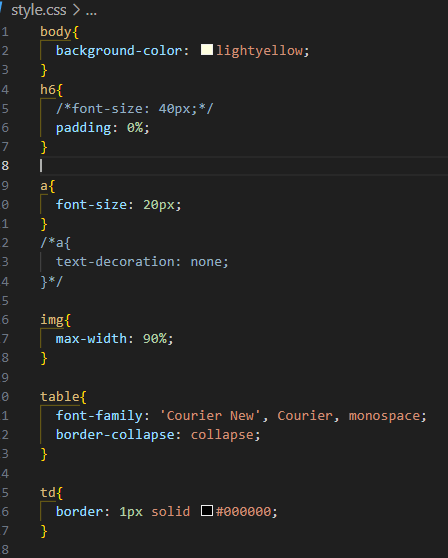 style.css > ...
1 body{
2 background-color: lightyellow;
3 }
4 h6{
5 /*font-size: 40px;*/
6 padding: 0%;
7 }
8
9 a{
0 font-size: 20px;
1 }
2 /*a{
3 text-decoration: none;
4 }*/
5
6 img{
7 max-width: 90%;
8 }
9
0 table{
1 font-family: 'Courier New', Courier, monospace;
2 border-collapse: collapse;
3 }
4
5 td{
6 border: 1px solid #000000;
7 }
8